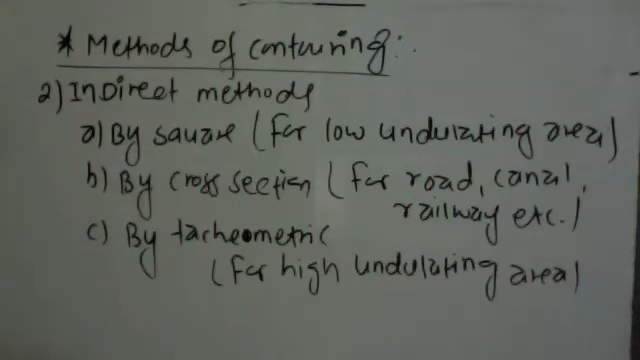 * Methods of contouring:.
2) InDirect methods
a) By square (For low undulating area)
b) By cross section (for road, canal,
railway etc.)
c) By tacheometric
(For high undulating area)